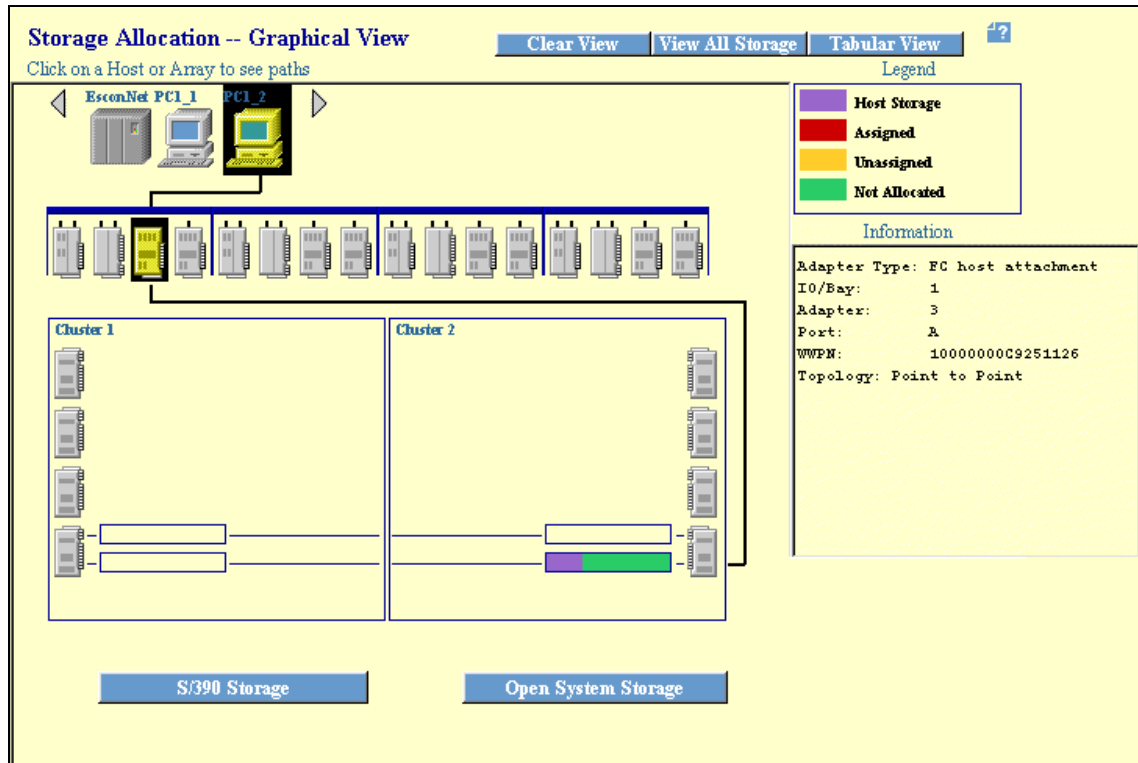 Storage Allocation -- Graphical View
Clear View
View All Storage
Tabular View
?
Click on a Host or Array to see paths
Legend
EsconNet PC1_1 PC1_2
Host Storage
Assigned
Unassigned
Not Allocated
Information
Adapter Type: FC host attachment
IO/Bay: 1
Adapter: 3
Port: A
WWPN: 10000000C9251126
Topology: Point to Point
Cluster 1
Cluster 2
S/390 Storage
Open System Storage